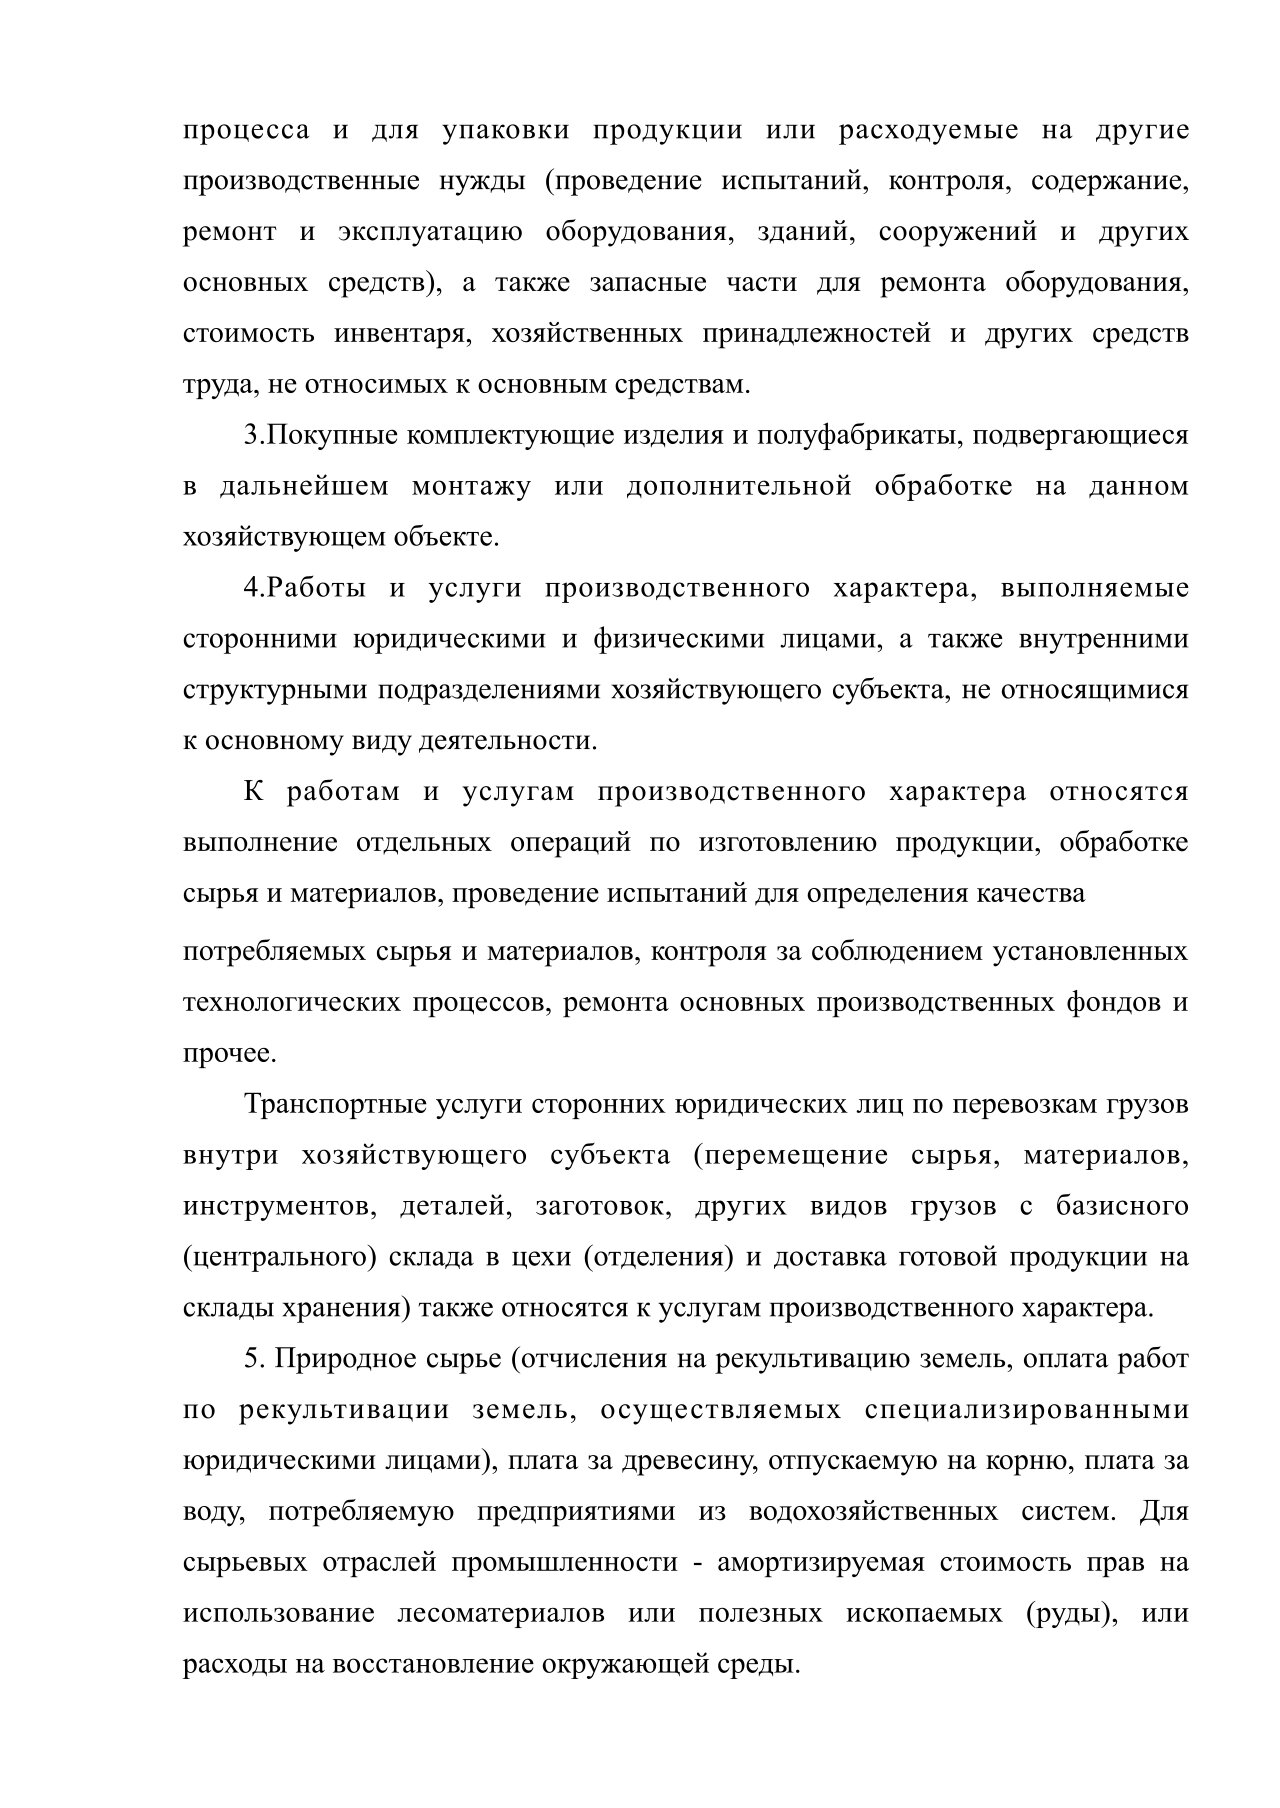 процесса и для упаковки продукции или расходуемые на другие
производственные нужды (проведение испытаний, контроля, содержание,
ремонт и эксплуатацию оборудования, зданий, сооружений и других
основных средств), а также запасные части для ремонта оборудования,
стоимость инвентаря, хозяйственных принадлежностей и других средств
труда, не относимых к основным средствам.
3.Покупные комплектующие изделия и полуфабрикаты, подвергающиеся
в дальнейшем монтажу или дополнительной обработке на данном
хозяйствующем объекте.
4.Работы и услуги производственного характера, выполняемые
сторонними юридическими и физическими лицами, а также внутренними
структурными подразделениями хозяйствующего субъекта, не относящимися
к основному виду деятельности.
К работам и услугам производственного характера относятся
выполнение отдельных операций по изготовлению продукции, обработке
сырья и материалов, проведение испытаний для определения качества
потребляемых сырья и материалов, контроля за соблюдением установленных
технологических процессов, ремонта основных производственных фондов и
прочее.
Транспортные услуги сторонних юридических лиц по перевозкам грузов
внутри хозяйствующего субъекта (перемещение сырья, материалов,
инструментов, деталей, заготовок, других видов грузов с базисного
(центрального) склада в цехи (отделения) и доставка готовой продукции на
склады хранения) также относятся к услугам производственного характера.
5. Природное сырье (отчисления на рекультивацию земель, оплата работ
по рекультивации земель, осуществляемых специализированными
юридическими лицами), плата за древесину, отпускаемую на корню, плата за
воду, потребляемую предприятиями из водохозяйственных систем. Для
сырьевых отраслей промышленности - амортизируемая стоимость прав на
использование лесоматериалов или полезных ископаемых (руды), или
расходы на восстановление окружающей среды.